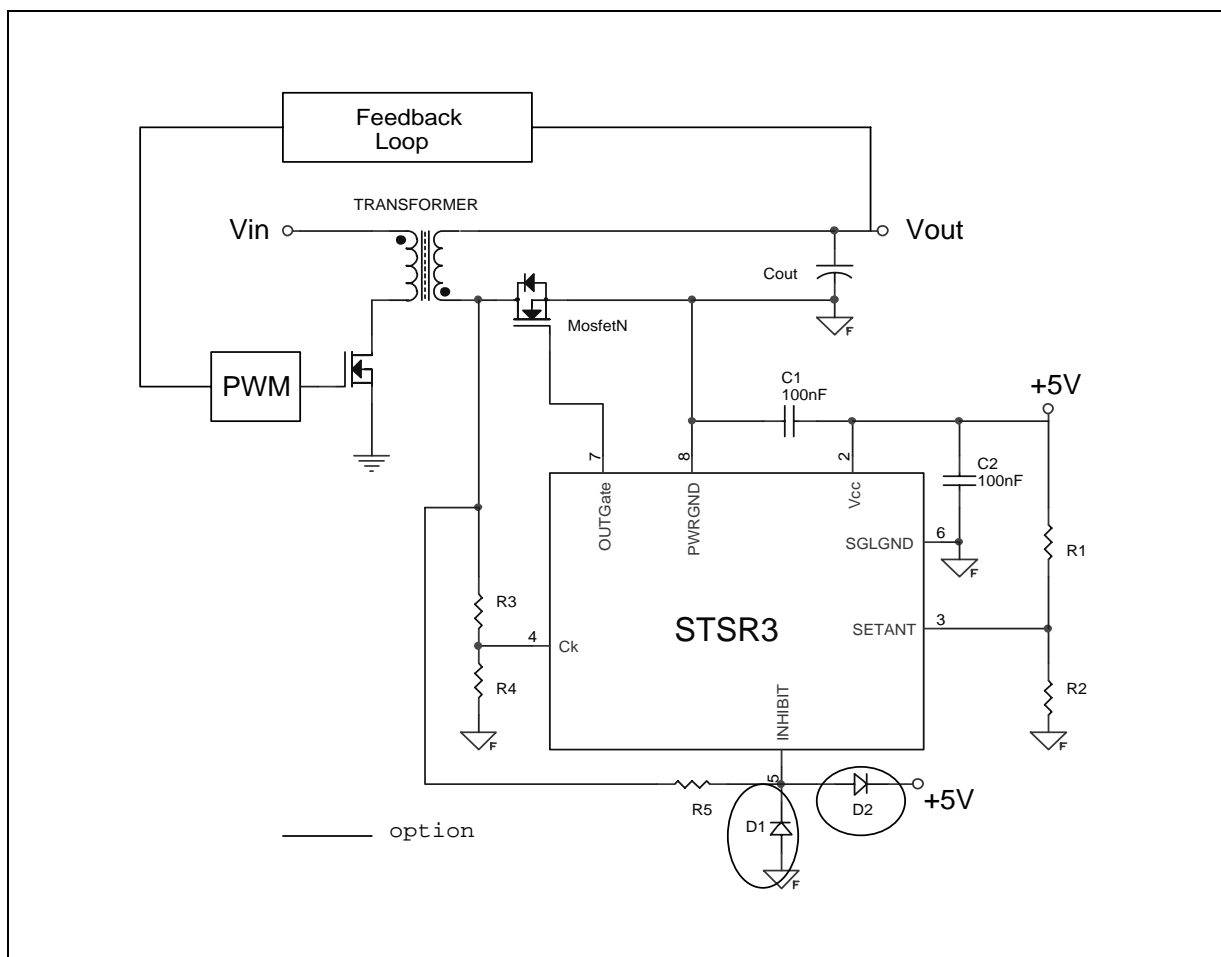 Feedback
Loop
TRANSFORMER
Vin
Vout
Cout
F
MosfetN
PWM
C1
100nF
+5V
7
8
2
C2
100nF
OUTGate
PWRGND
Vcc
SGLGND
6
F
R1
R3
STSR3
SETANT
3
4
Ck
R4
R2
F
F
INHIBIT
5
R5
D2
+5V
D1
F
option